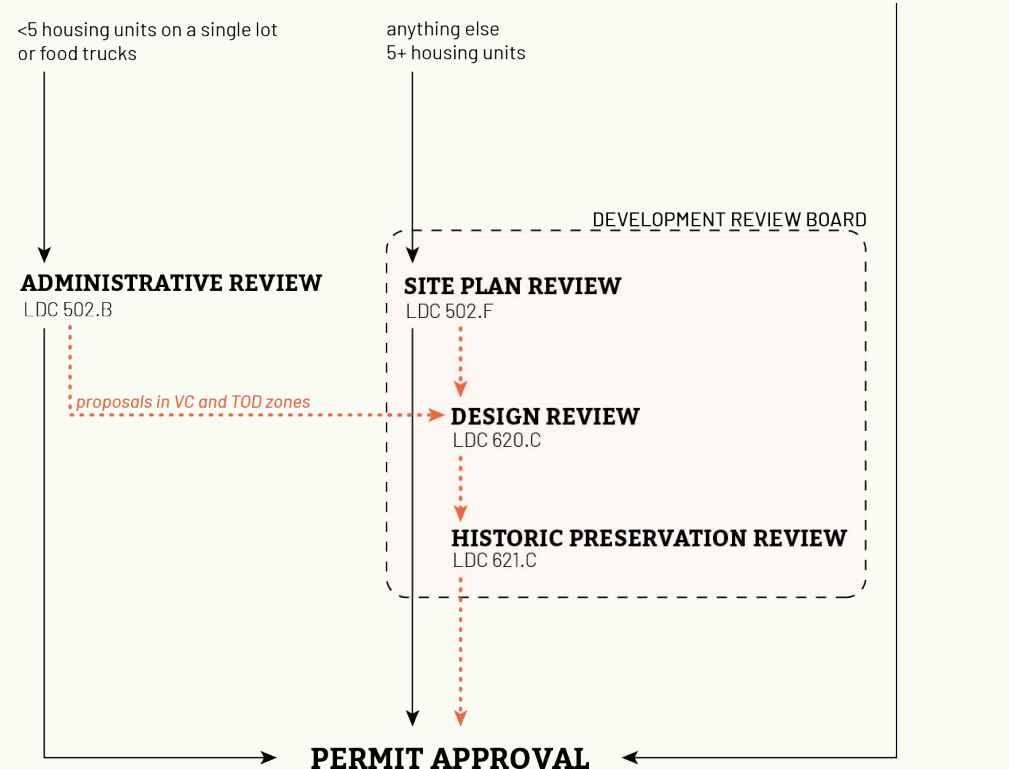 <5 housing units on a single lot
or food trucks
anything else
5+ housing units
DEVELOPMENT REVIEW BOARD
ADMINISTRATIVE REVIEW
LDC 502.B
SITE PLAN REVIEW
LDC 502.F
proposals in VC and TOD zones
DESIGN REVIEW
LDC 620.C
HISTORIC PRESERVATION REVIEW
LDC 621.C
PERMIT APPROVAL